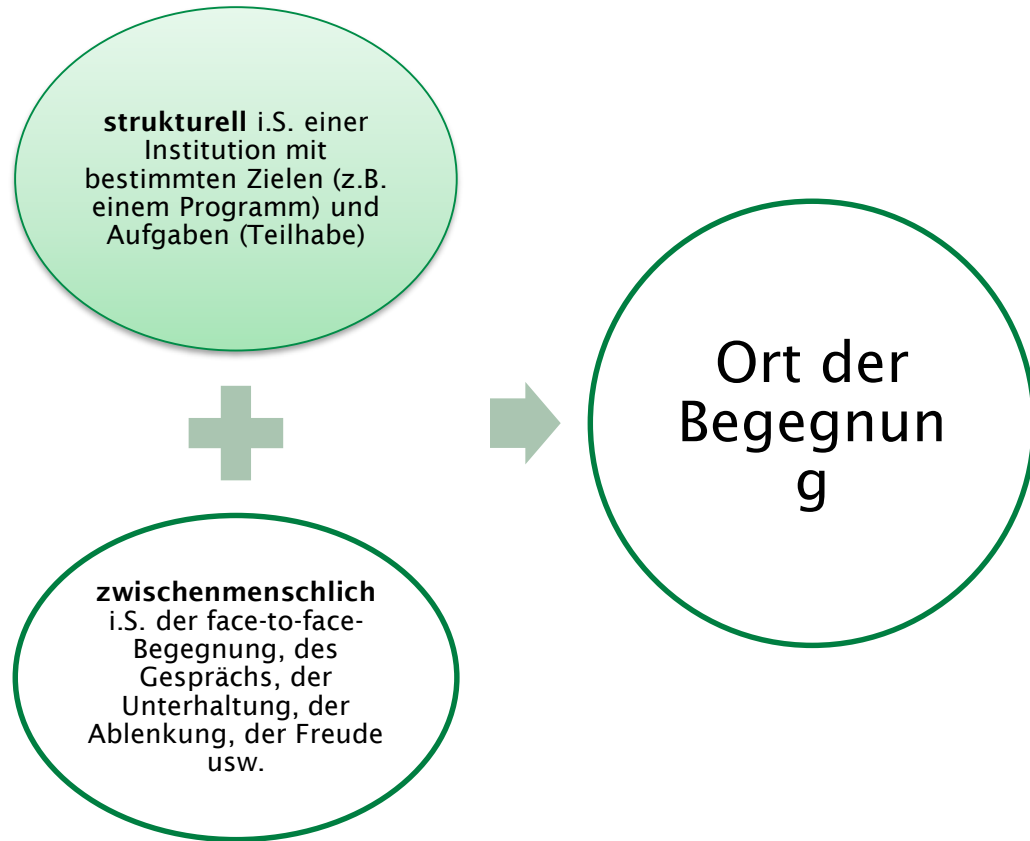 strukturell i.S. einer
Institution mit
bestimmten Zielen (z.B.
einem Programm) und
Aufgaben (Teilhabe)
zwischenmenschlich
i.S. der face-to-face-
Begegnung, des
Gesprächs, der
Unterhaltung, der
Ablenkung, der Freude
usw.
Ort der
Begegnun
g